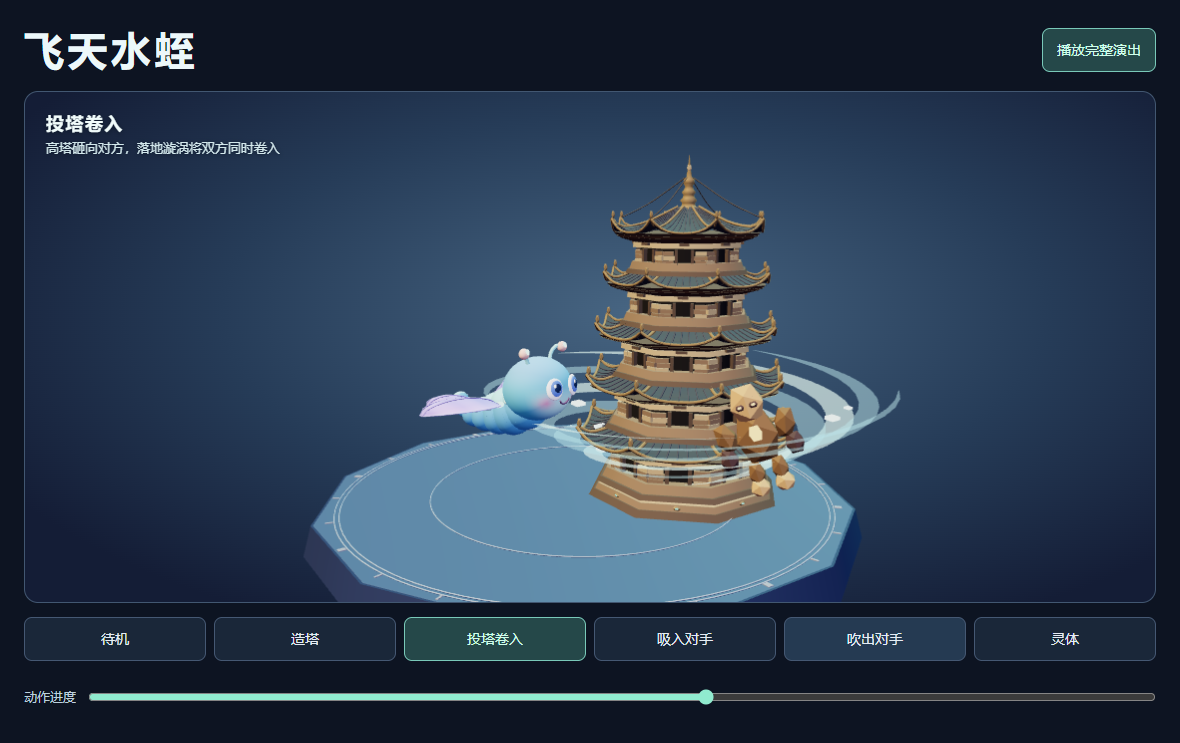 飞天水蛭
播放完整演出
投塔卷入
高塔砸向对方，落地漩涡将双方同时卷入
待机
造塔
投塔卷入
吸入对手
吹出对手
灵体
动作进度